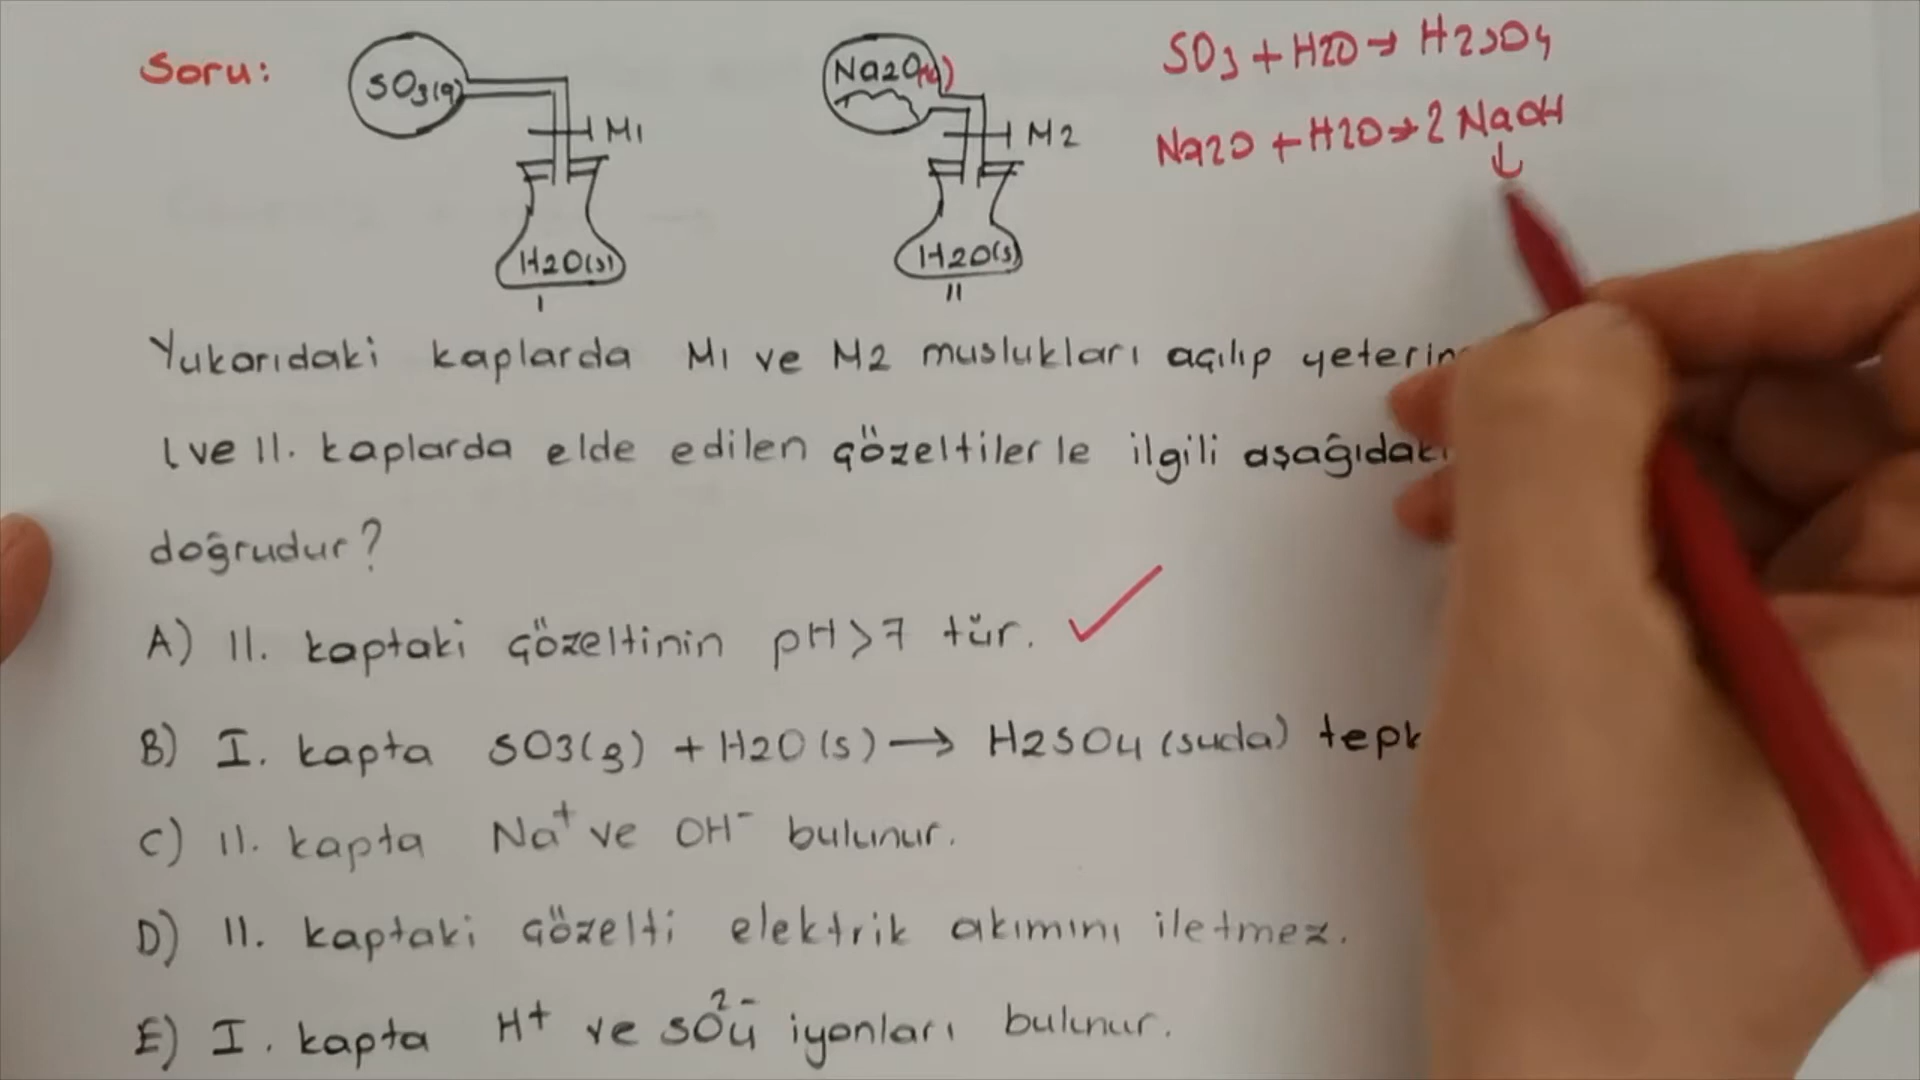 Soru:
SO3(g)
M1
H2O(s)
I
Na2O(k)
M2
H2O(s)
II
SO3 + H2O → H2SO4
Na2O + H2O → 2 NaOH
↓
Yukarıdaki kaplarda M1 ve M2 muslukları açılıp yeterin
I ve II. kaplarda elde edilen çözeltilerle ilgili aşağıdaki
doğrudur?
A) II. kaptaki çözeltinin pH>7 tür. ✓
B) I. kapta SO3(g) + H2O(s) → H2SO4 (suda) tepk
C) II. kapta Na+ ve OH- bulunur.
D) II. kaptaki çözelti elektrik akımını iletmez.
E) I. kapta H+ ve SO4 2- iyonları bulunur.